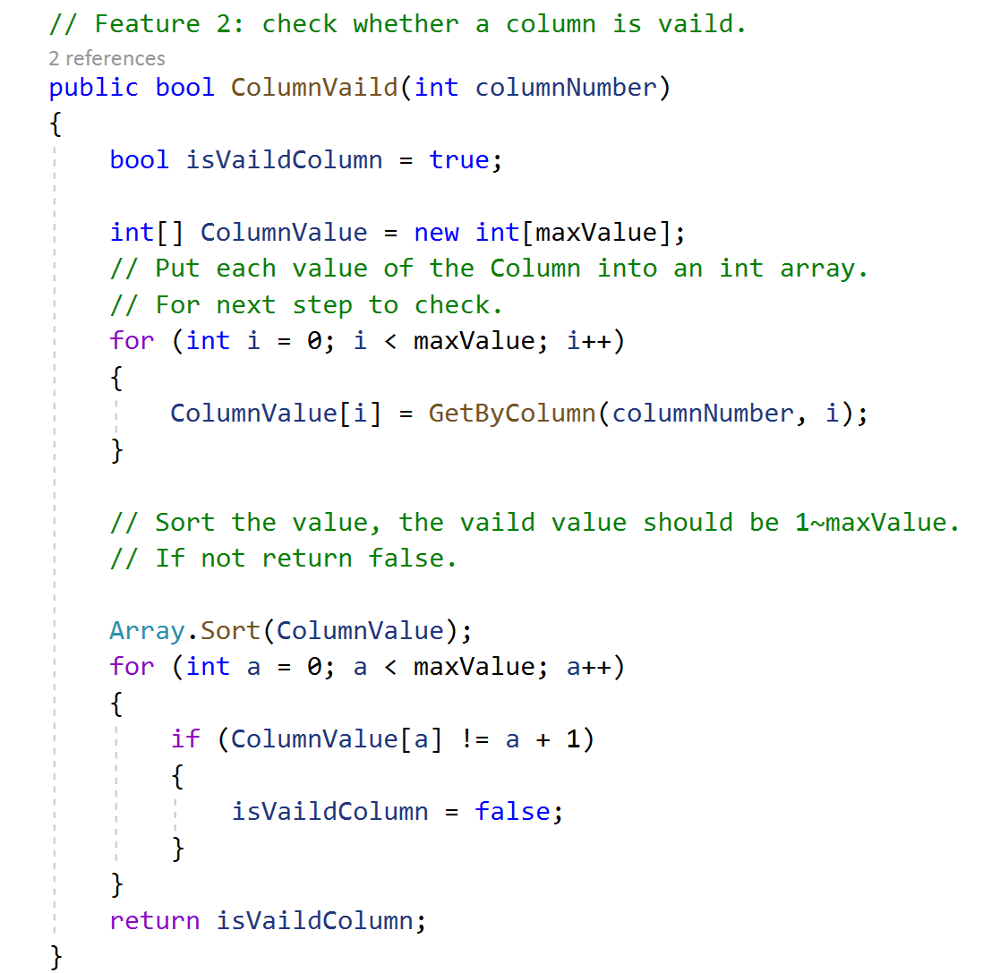 // Feature 2: check whether a column is vaild.
2 references
public bool ColumnVaild(int columnNumber)
{
    bool isVaildColumn = true;

    int[] ColumnValue = new int[maxValue];
    // Put each value of the Column into an int array.
    // For next step to check.
    for (int i = 0; i < maxValue; i++)
    {
        ColumnValue[i] = GetByColumn(columnNumber, i);
    }

    // Sort the value, the vaild value should be 1~maxValue.
    // If not return false.

    Array.Sort(ColumnValue);
    for (int a = 0; a < maxValue; a++)
    {
        if (ColumnValue[a] != a + 1)
        {
            isVaildColumn = false;
        }
    }
    return isVaildColumn;
}